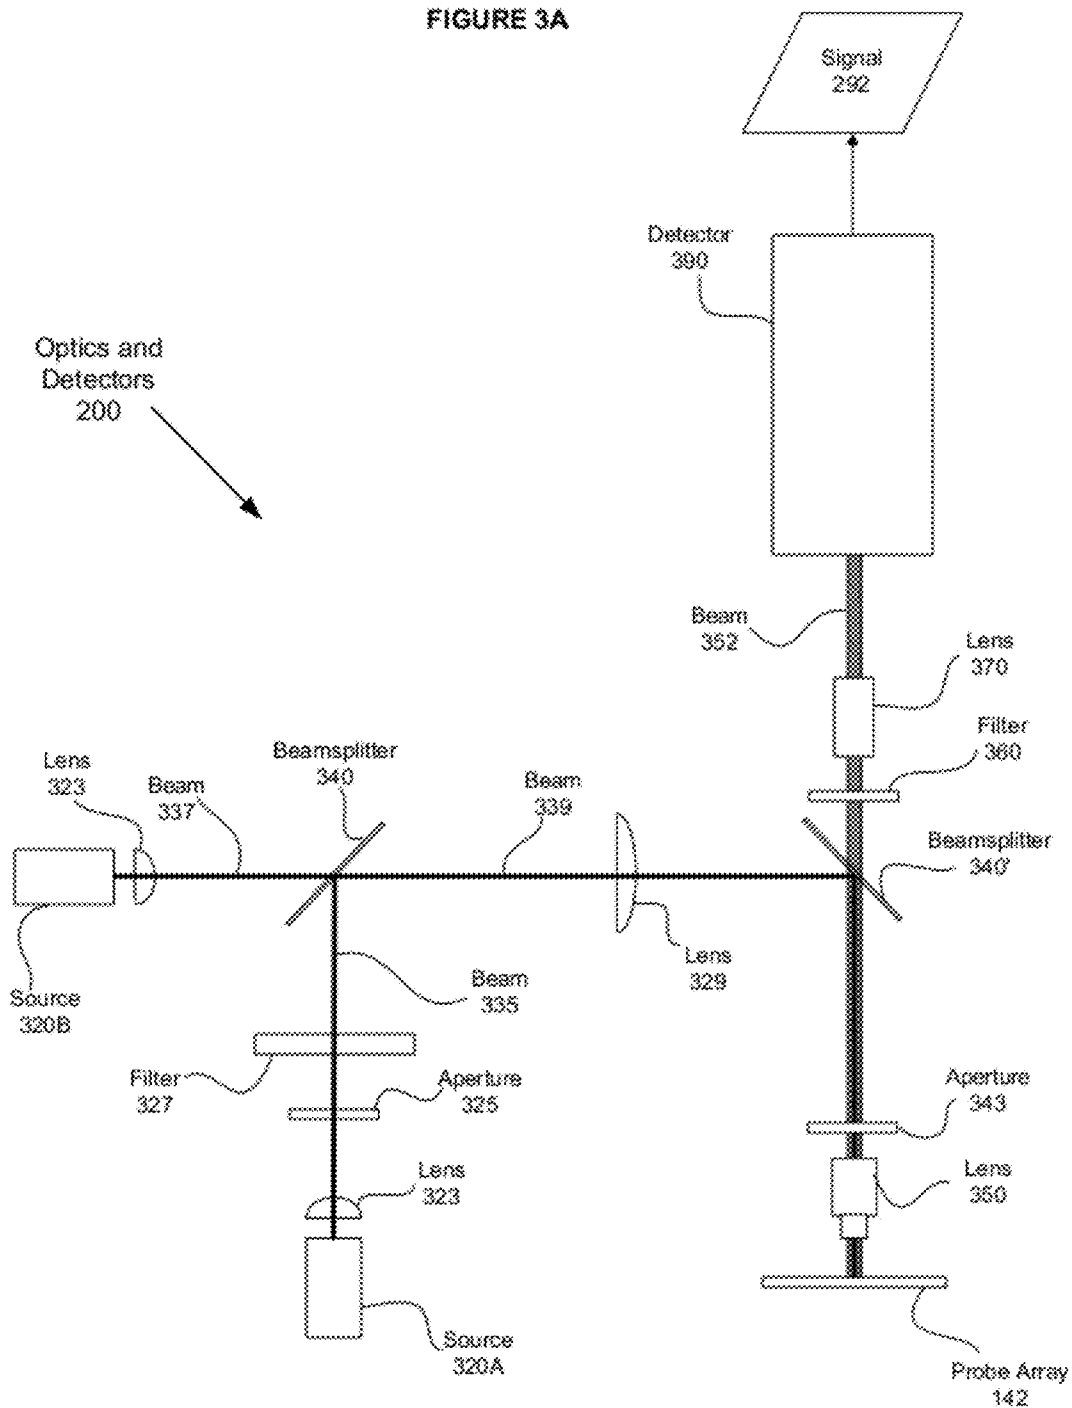 FIGURE 3A
Signal
292
Detector
390
Optics and
Detectors
200
Beam
352
Lens
370
Filter
360
Beamsplitter
340
Lens
323
Beam
337
Beam
339
Beamsplitter
340'
Lens
329
Source
320B
Beam
335
Filter
327
Aperture
325
Aperture
343
Lens
323
Lens
350
Source
320A
Probe Array
142